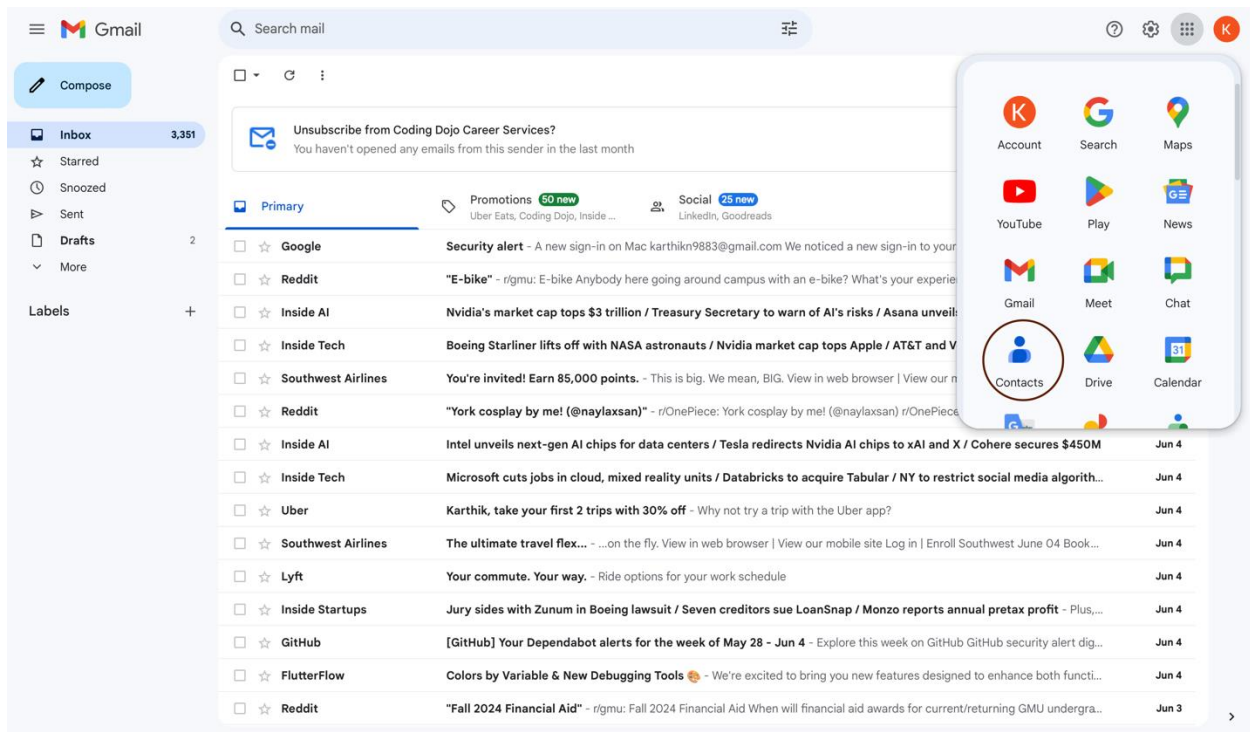 Gmail
Search mail
K
Compose
Inbox 3,351
Starred
Snoozed
Sent
Drafts 2
More
Labels
Unsubscribe from Coding Dojo Career Services?
You haven't opened any emails from this sender in the last month
Primary
Promotions 50 new
Uber Eats, Coding Dojo, Inside ...
Social 25 new
LinkedIn, Goodreads
Google Security alert - A new sign-in on Mac karthikn9883@gmail.com We noticed a new sign-in to your
Reddit "E-bike" - r/gmu: E-bike Anybody here going around campus with an e-bike? What's your
Inside AI Nvidia's market cap tops $3 trillion / Treasury Secretary to warn of AI's risks / Asana
Inside Tech Boeing Starliner lifts off with NASA astronauts / Nvidia market cap tops Apple / AT&T and V
Southwest Airlines You're invited! Earn 85,000 points. - This is big. We mean, BIG. View in web browser | View our
Reddit "York cosplay by me! (@naylaxsan)" - r/OnePiece: York cosplay by me! (@naylaxsan) r/OnePiece
Inside AI Intel unveils next-gen AI chips for data centers / Tesla redirects Nvidia AI chips to xAI and X / Cohere secures $450M Jun 4
Inside Tech Microsoft cuts jobs in cloud, mixed reality units / Databricks to acquire Tabular / NY to restrict social media algorith... Jun 4
Uber Karthik, take your first 2 trips with 30% off - Why not try a trip with the Uber app? Jun 4
Southwest Airlines The ultimate travel flex... - ...on the fly. View in web browser | View our mobile site Log in | Enroll Southwest June 04 Book... Jun 4
Lyft Your commute. Your way. - Ride options for your work schedule Jun 4
Inside Startups Jury sides with Zunum in Boeing lawsuit / Seven creditors sue LoanSnap / Monzo reports annual pretax profit - Plus,... Jun 4
GitHub [GitHub] Your Dependabot alerts for the week of May 28 - Jun 4 - Explore this week on GitHub GitHub security alert dig... Jun 4
FlutterFlow Colors by Variable & New Debugging Tools 🎨 - We're excited to bring you new features designed to enhance both functi... Jun 4
Reddit "Fall 2024 Financial Aid" - r/gmu: Fall 2024 Financial Aid When will financial aid awards for current/returning GMU undergra... Jun 3
K
Account Search Maps
GE
YouTube Play News
Gmail Meet Chat
31
Contacts Drive Calendar
G